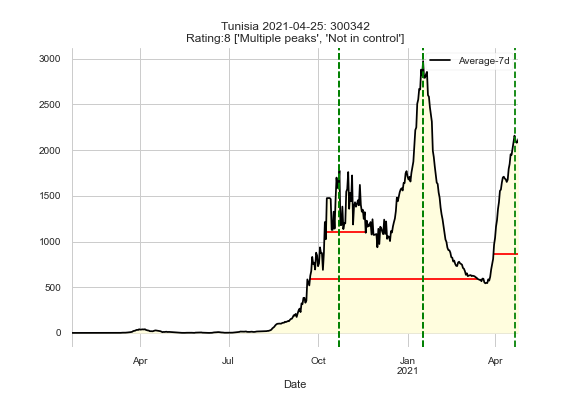 Tunisia 2021-04-25: 300342
Rating:8 ['Multiple peaks', 'Not in control']
Average-7d
3000
2500
2000
1500
1000
500
0
Apr
Jul
Oct
Jan
2021
Apr
Date